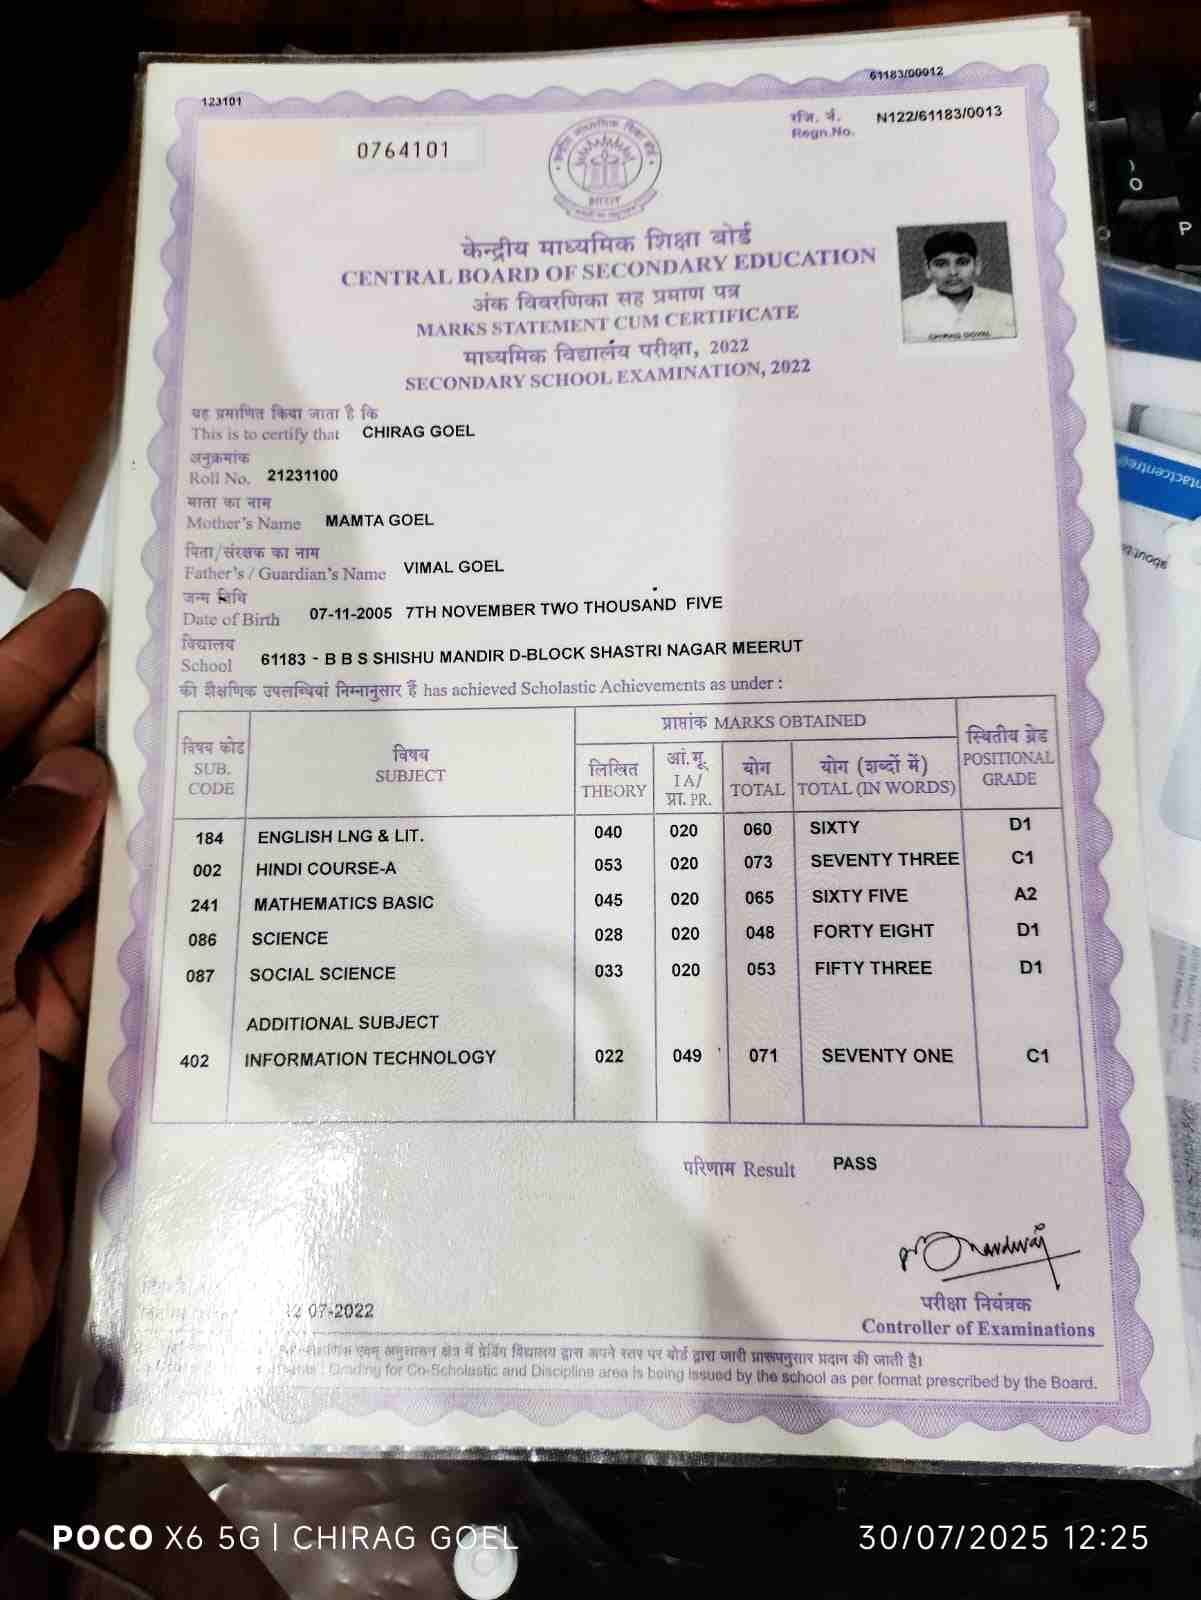 61183/00012
123101
रजि. नं.
Regn.No. N122/61183/0013
0764101
भारत
केन्द्रीय माध्यमिक शिक्षा बोर्ड
CENTRAL BOARD OF SECONDARY EDUCATION
अंक विवरणिका सह प्रमाण पत्र
MARKS STATEMENT CUM CERTIFICATE
माध्यमिक विद्यालय परीक्षा, 2022
SECONDARY SCHOOL EXAMINATION, 2022
CHIRAG GOYAL
यह प्रमाणित किया जाता है कि
This is to certify that CHIRAG GOEL
अनुक्रमांक
Roll No. 21231100
माता का नाम
Mother's Name MAMTA GOEL
पिता/संरक्षक का नाम
Father's / Guardian's Name VIMAL GOEL
जन्म तिथि
Date of Birth 07-11-2005 7TH NOVEMBER TWO THOUSAND FIVE
विद्यालय
School 61183 - B B S SHISHU MANDIR D-BLOCK SHASTRI NAGAR MEERUT
की शैक्षणिक उपलब्धियां निम्नानुसार हैं has achieved Scholastic Achievements as under :
विषय कोड
SUB.
CODE
विषय
SUBJECT
प्राप्तांक MARKS OBTAINED
लिखित
THEORY
आं.मू.
IA/
प्रा. PR.
योग
TOTAL
योग (शब्दों में)
TOTAL (IN WORDS)
स्थितीय ग्रेड
POSITIONAL
GRADE
184 ENGLISH LNG & LIT. 040 020 060 SIXTY D1
002 HINDI COURSE-A 053 020 073 SEVENTY THREE C1
241 MATHEMATICS BASIC 045 020 065 SIXTY FIVE A2
086 SCIENCE 028 020 048 FORTY EIGHT D1
087 SOCIAL SCIENCE 033 020 053 FIFTY THREE D1
ADDITIONAL SUBJECT
402 INFORMATION TECHNOLOGY 022 049 071 SEVENTY ONE C1
परिणाम Result PASS
07-2022
परीक्षा नियंत्रक
Controller of Examinations
एवम् अनुशासन क्षेत्र में ग्रेडिंग विद्यालय द्वारा अपने स्तर पर बोर्ड द्वारा जारी प्रारूपनुसार प्रदान की जाती है।
Grading for Co-Scholastic and Discipline area is being issued by the school as per format prescribed by the Board.
O
P
POCO X6 5G | CHIRAG GOEL
30/07/2025 12:25